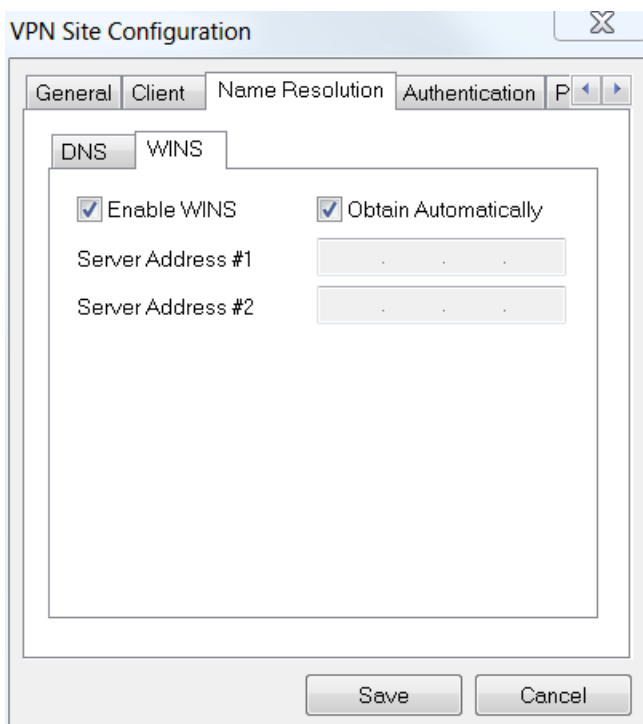 VPN Site Configuration
General Client Name Resolution Authentication P
DNS WINS
Enable WINS Obtain Automatically
Server Address #1 . . .
Server Address #2 . . .
Save Cancel